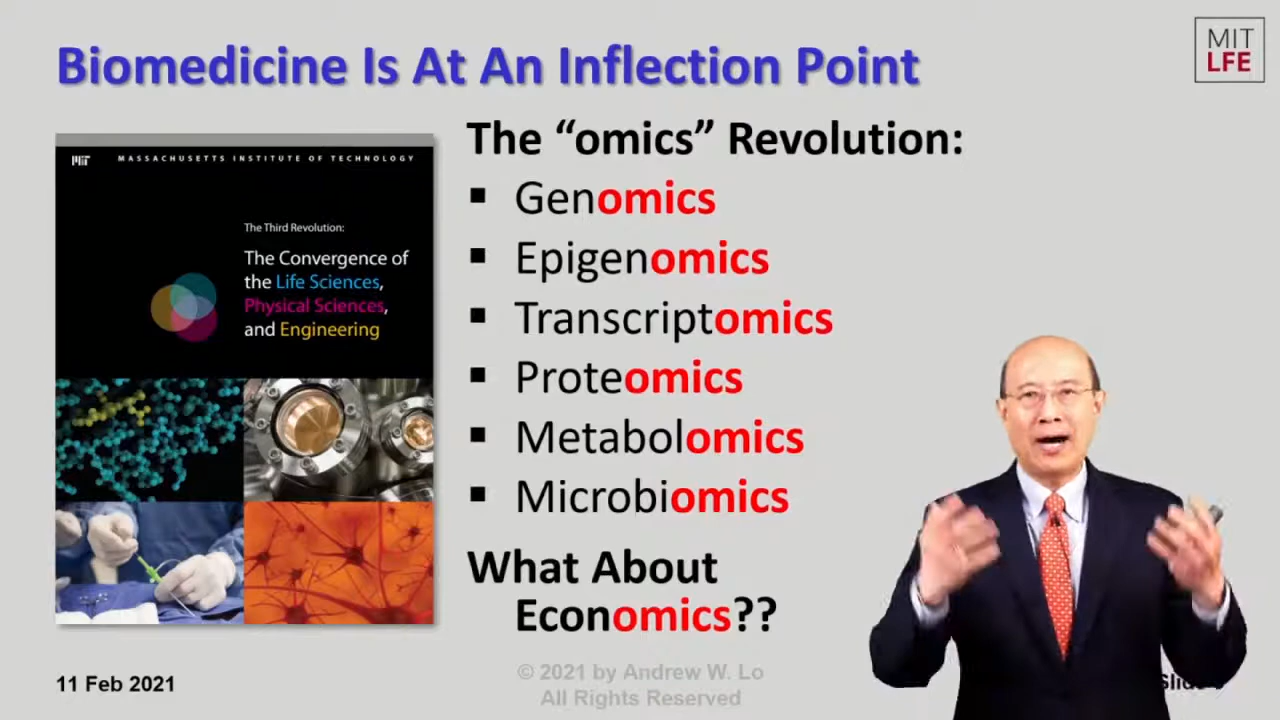 Biomedicine Is At An Inflection Point
MIT
LFE
MASSACHUSETTS INSTITUTE OF TECHNOLOGY
The Third Revolution:
The Convergence of
the Life Sciences,
Physical Sciences,
and Engineering
The “omics” Revolution:
▪ Genomics
▪ Epigenomics
▪ Transcriptomics
▪ Proteomics
▪ Metabolomics
▪ Microbiomics
What About
Economics??
11 Feb 2021
© 2021 by Andrew W. Lo
All Rights Reserved